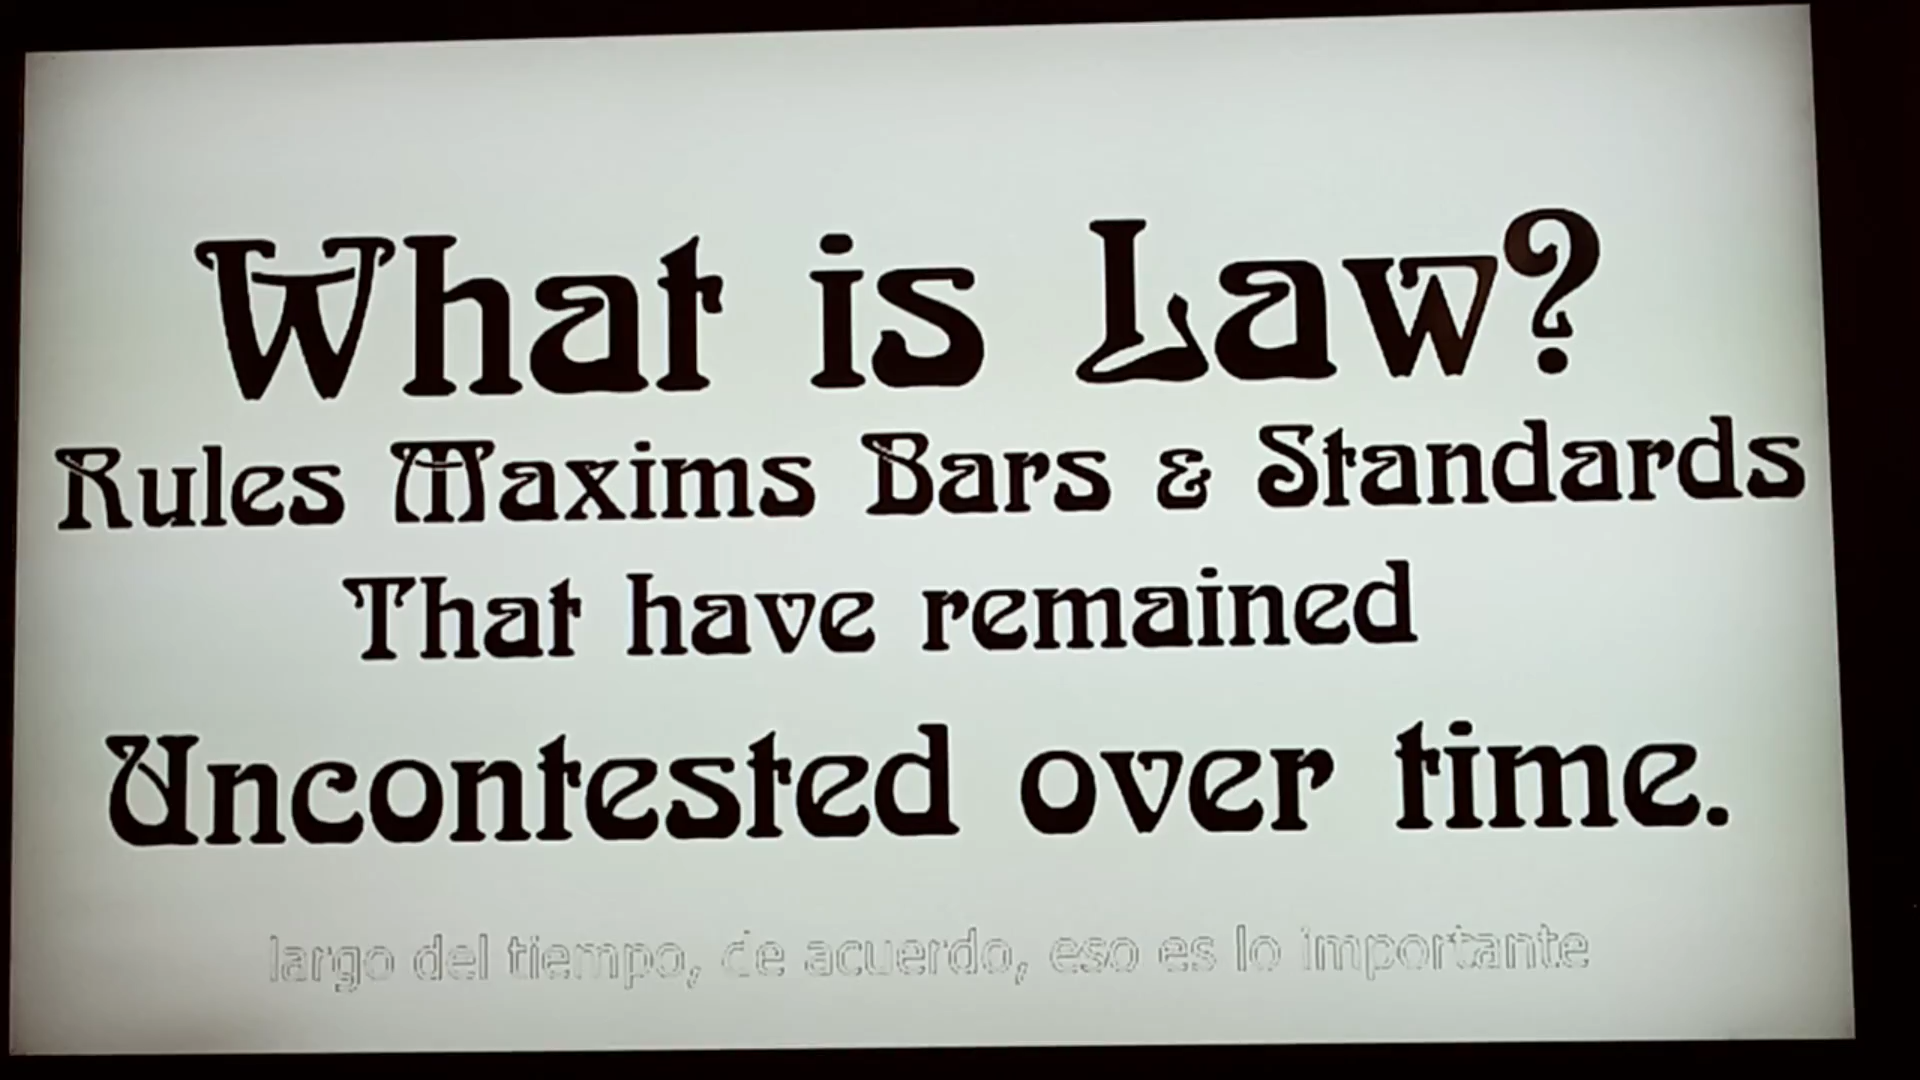 What is Law?
Rules Maxims Bars & Standards
That have remained
Uncontested over time.
largo del tiempo, de acuerdo, eso es lo importante